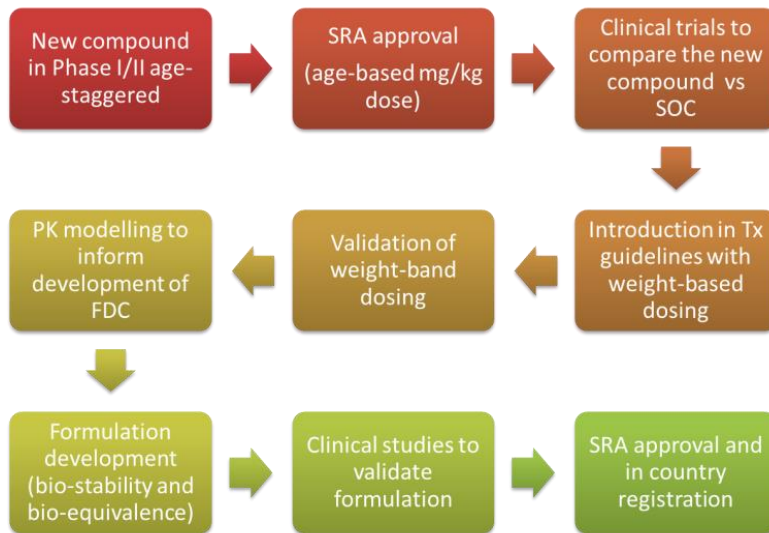 New compound
in Phase I/II age-
staggered
SRA approval
(age-based mg/kg
dose)
Clinical trials to
compare the new
compound vs
SOC
Introduction in Tx
guidelines with
weight-based
dosing
Validation of
weight-band
dosing
PK modelling to
inform
development of
FDC
Formulation
development
(bio-stability and
bio-equivalence)
Clinical studies to
validate
formulation
SRA approval and
in country
registration